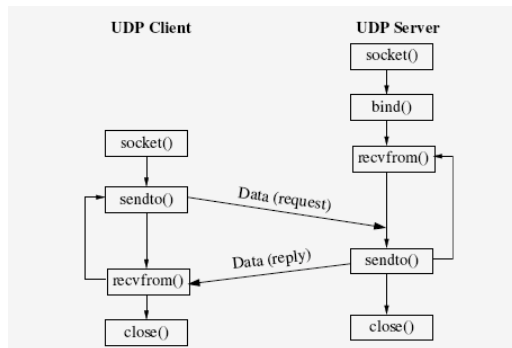 UDP Client
UDP Server
socket()
bind()
socket()
recvfrom()
sendto()
Data (request)
Data (reply)
sendto()
recvfrom()
close()
close()